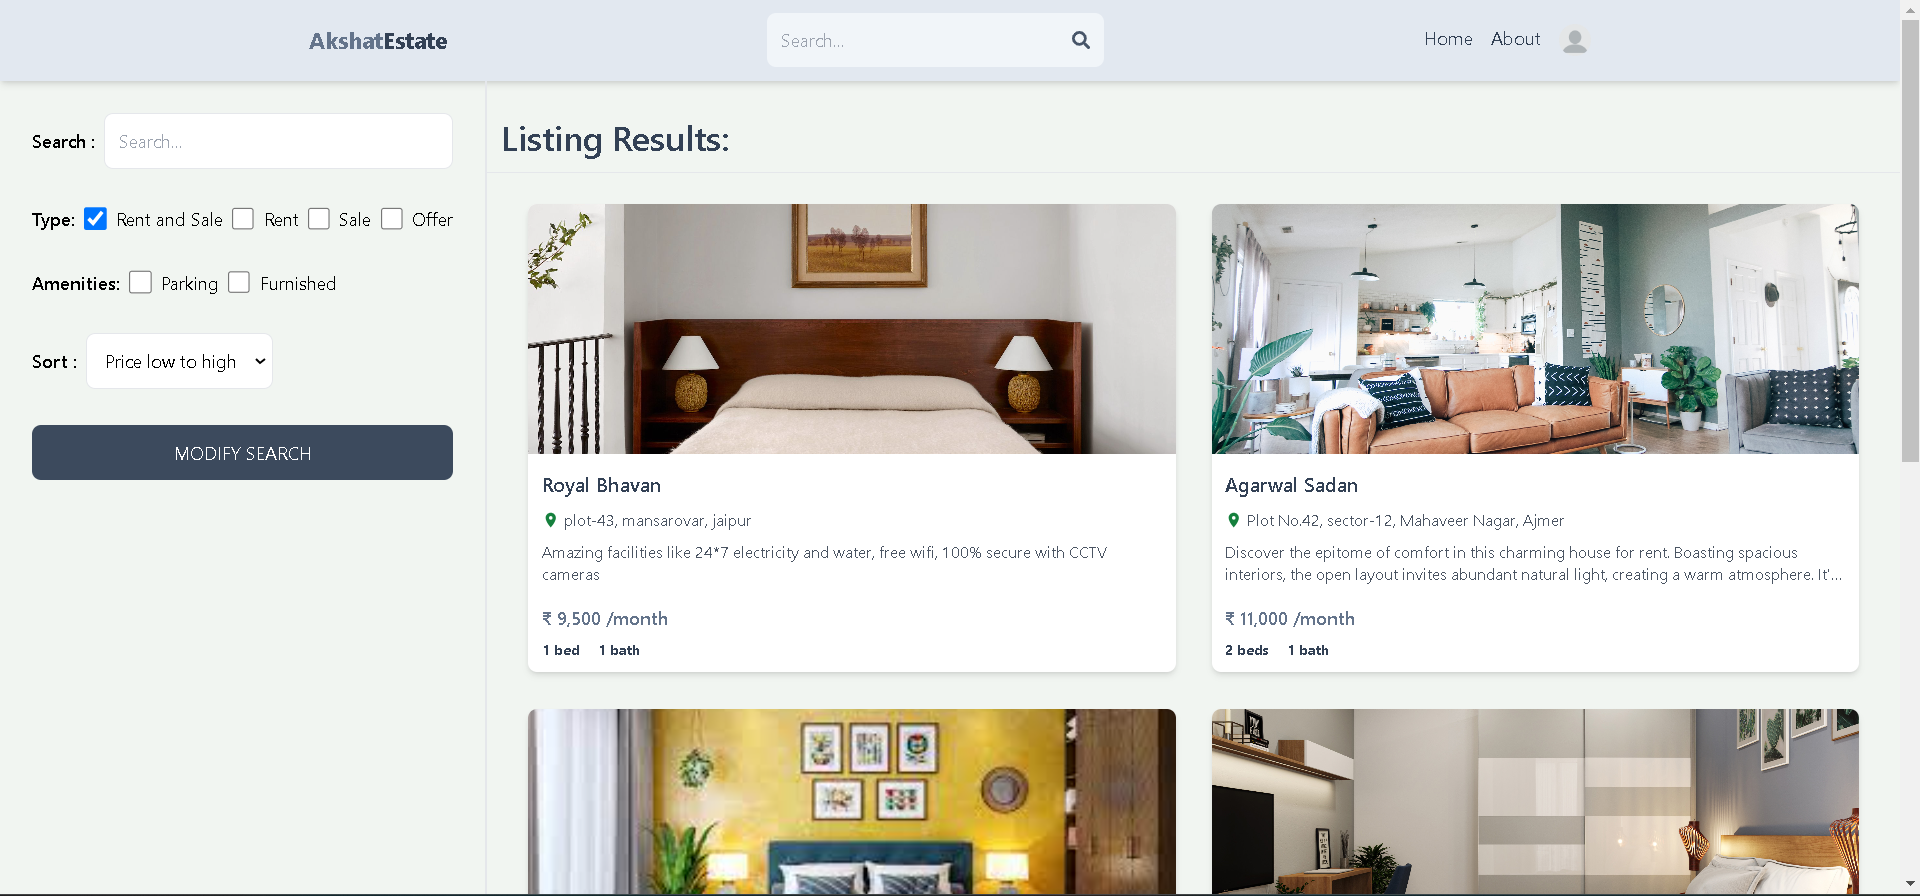 AkshatEstate
Search...
Home
About
Search :
Search...
Type:
Rent and Sale
Rent
Sale
Offer
Amenities:
Parking
Furnished
Sort :
Price low to high
MODIFY SEARCH
Listing Results:
Royal Bhavan
plot-43, mansarovar, jaipur
Amazing facilities like 24*7 electricity and water, free wifi, 100% secure with CCTV
cameras
₹ 9,500 /month
1 bed
1 bath
Agarwal Sadan
Plot No.42, sector-12, Mahaveer Nagar, Ajmer
Discover the epitome of comfort in this charming house for rent. Boasting spacious
interiors, the open layout invites abundant natural light, creating a warm atmosphere. It'...
₹ 11,000 /month
2 beds
1 bath